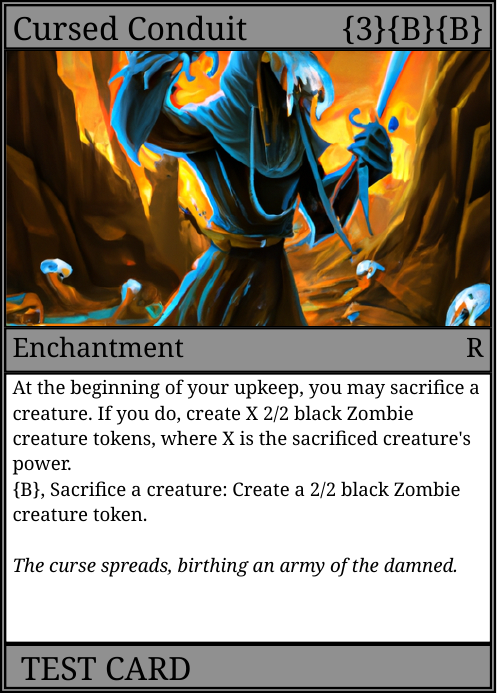 Cursed Conduit {3}{B}{B}
Enchantment R
At the beginning of your upkeep, you may sacrifice a
creature. If you do, create X 2/2 black Zombie
creature tokens, where X is the sacrificed creature's
power.
{B}, Sacrifice a creature: Create a 2/2 black Zombie
creature token.
The curse spreads, birthing an army of the damned.
TEST CARD